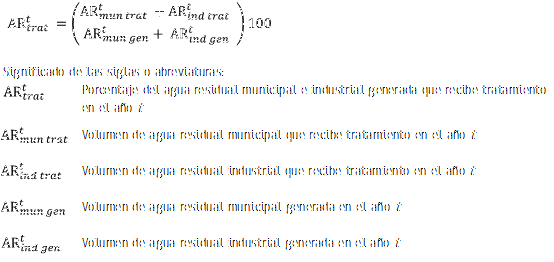 AR^t_trat = (AR^t_mun trat − AR^t_ind trat / AR^t_mun gen + AR^t_ind gen) 100
Significado de las siglas o abreviaturas:
AR^t_trat Porcentaje del agua residual municipal e industrial generada que recibe tratamiento
en el año t
AR^t_mun trat Volumen de agua residual municipal que recibe tratamiento en el año t
AR^t_ind trat Volumen de agua residual industrial que recibe tratamiento en el año t
AR^t_mun gen Volumen de agua residual municipal generada en el año t
AR^t_ind gen Volumen de agua residual industrial generada en el año t